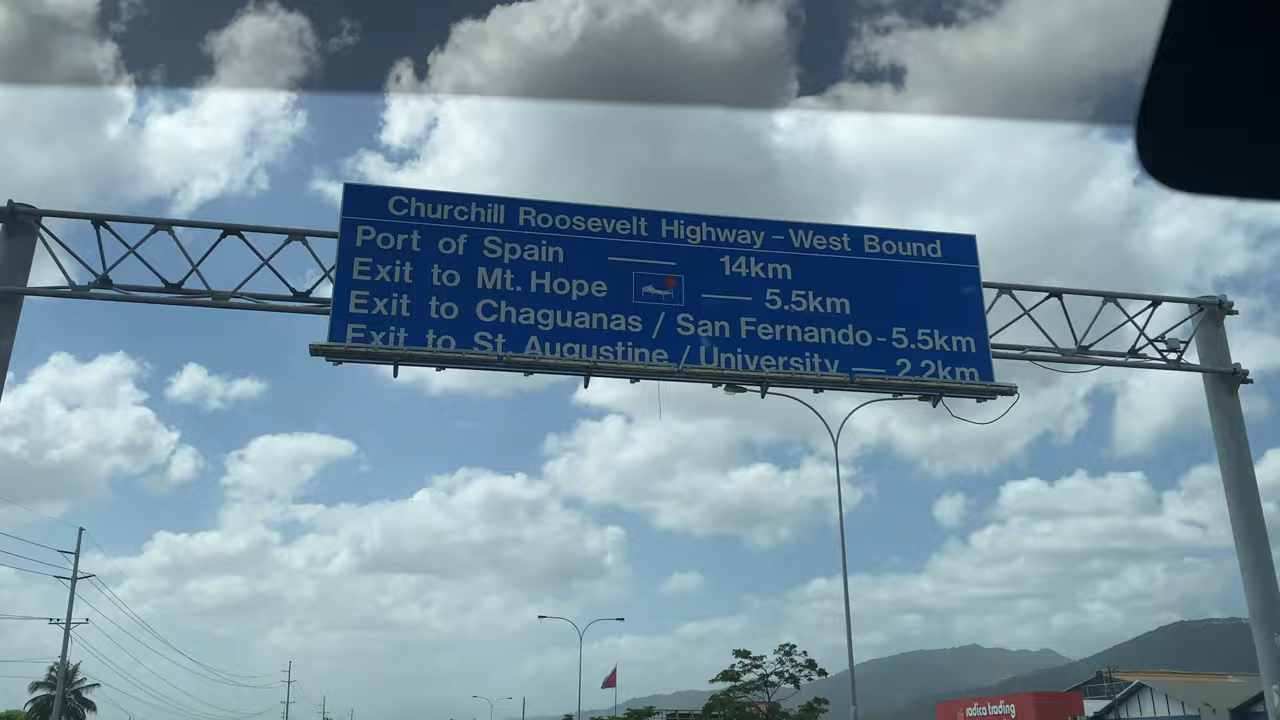 Churchill Roosevelt Highway - West Bound
Port of Spain — 14km
Exit to Mt. Hope — 5.5km
Exit to Chaguanas / San Fernando - 5.5km
Exit to St. Augustine / University — 2.2km
radica trading